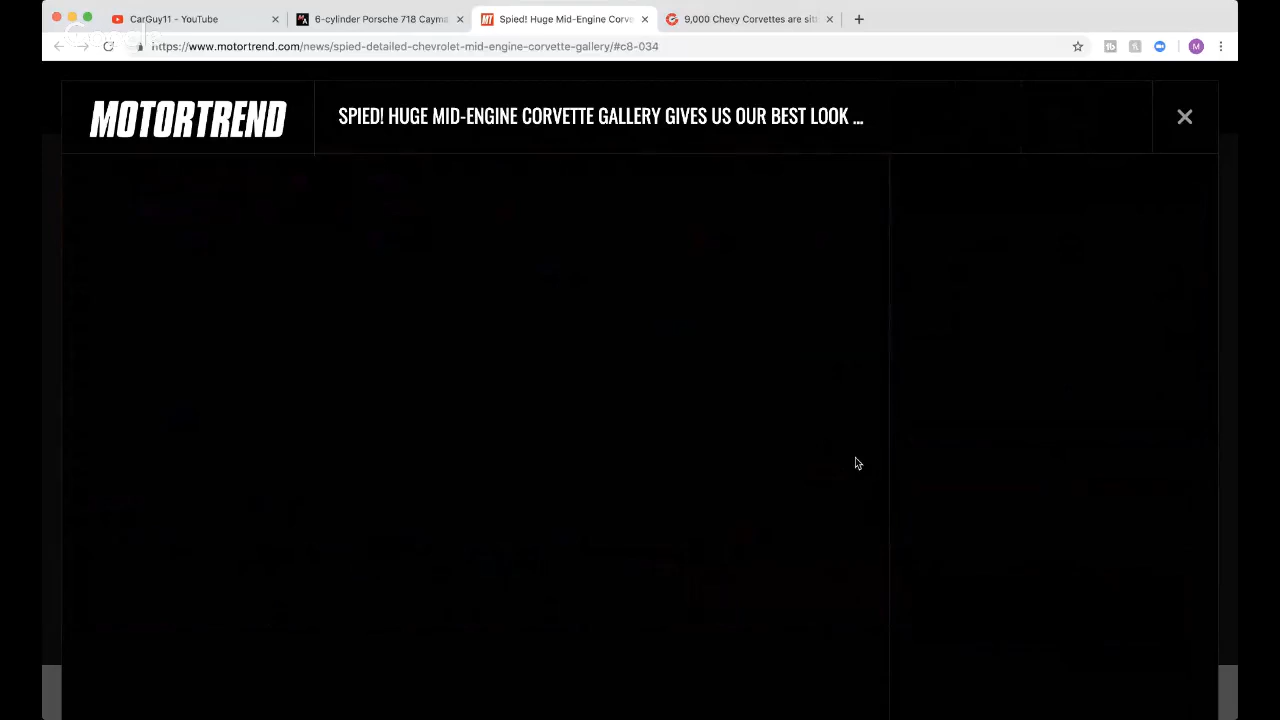 CarGuy11 - YouTube
6-cylinder Porsche 718 Cayma
Spied! Huge Mid-Engine Corve
9,000 Chevy Corvettes are sitt
Google
https://www.motortrend.com/news/spied-detailed-chevrolet-mid-engine-corvette-gallery/#c8-034
M
MOTORTREND
SPIED! HUGE MID-ENGINE CORVETTE GALLERY GIVES US OUR BEST LOOK ...